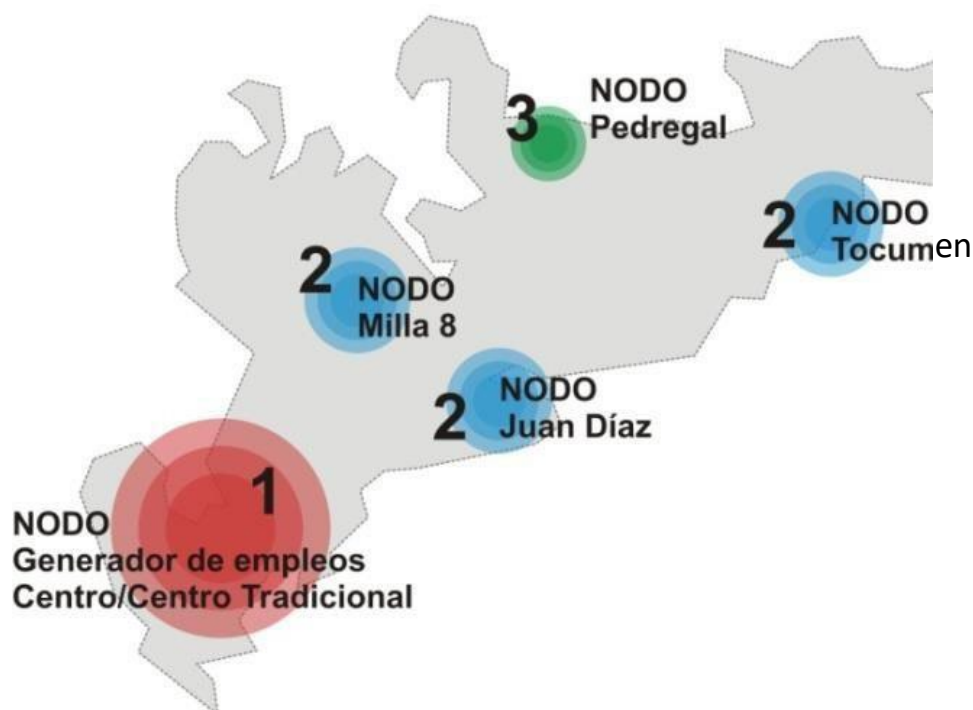 3
NODO
Pedregal
2
NODO
Tocumen
2
NODO
Milla 8
2
NODO
Juan Díaz
1
NODO
Generador de empleos
Centro/Centro Tradicional